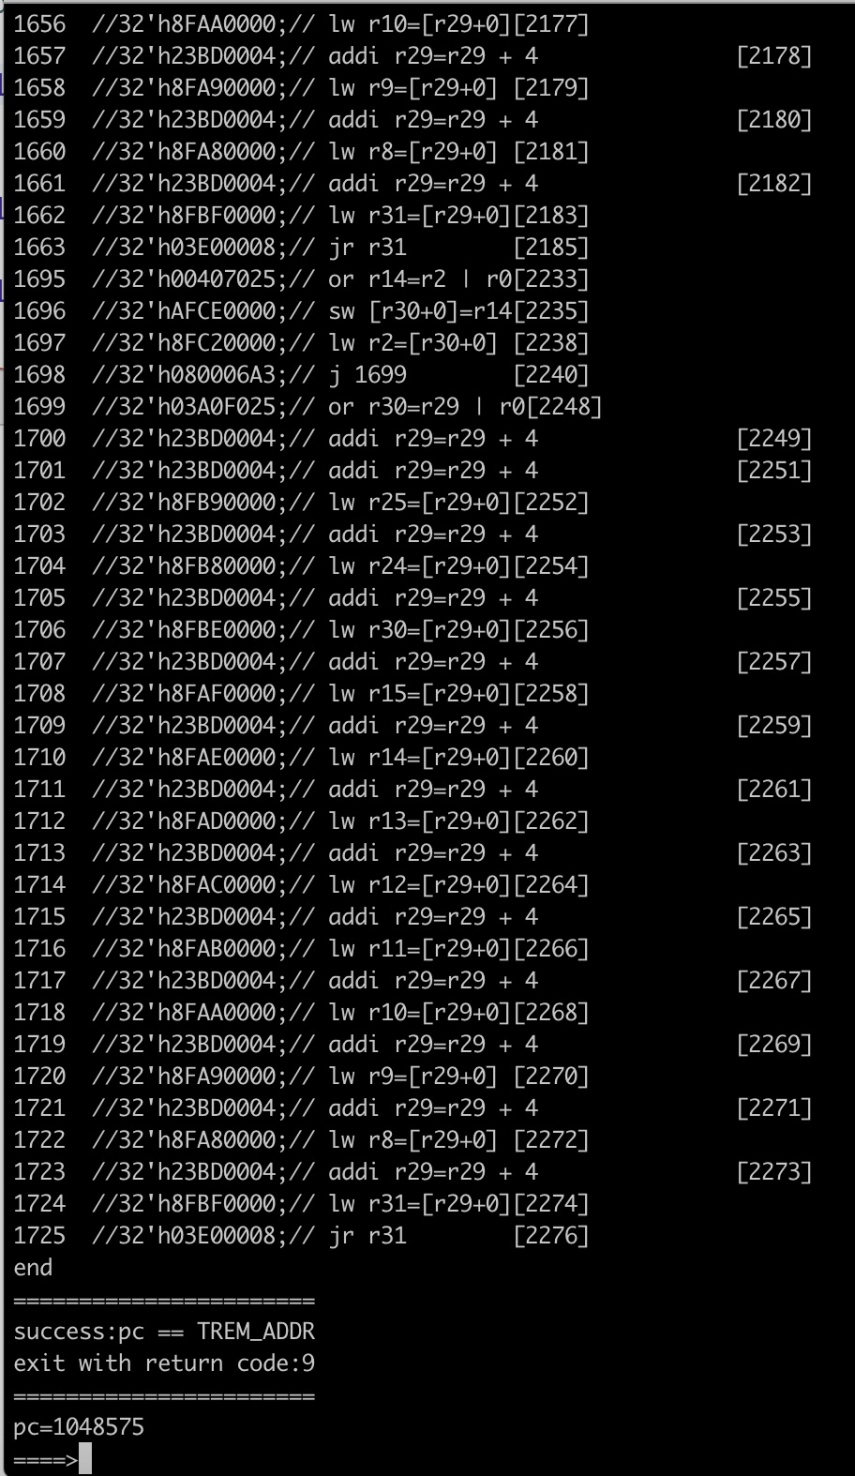 1656  //32'h8FAA0000;// lw r10=[r29+0][2177]
1657  //32'h23BD0004;// addi r29=r29 + 4               [2178]
1658  //32'h8FA90000;// lw r9=[r29+0] [2179]
1659  //32'h23BD0004;// addi r29=r29 + 4               [2180]
1660  //32'h8FA80000;// lw r8=[r29+0] [2181]
1661  //32'h23BD0004;// addi r29=r29 + 4               [2182]
1662  //32'h8FBF0000;// lw r31=[r29+0][2183]
1663  //32'h03E00008;// jr r31        [2185]
1695  //32'h00407025;// or r14=r2 | r0[2233]
1696  //32'hAFCE0000;// sw [r30+0]=r14[2235]
1697  //32'h8FC20000;// lw r2=[r30+0] [2238]
1698  //32'h080006A3;// j 1699        [2240]
1699  //32'h03A0F025;// or r30=r29 | r0[2248]
1700  //32'h23BD0004;// addi r29=r29 + 4               [2249]
1701  //32'h23BD0004;// addi r29=r29 + 4               [2251]
1702  //32'h8FB90000;// lw r25=[r29+0][2252]
1703  //32'h23BD0004;// addi r29=r29 + 4               [2253]
1704  //32'h8FB80000;// lw r24=[r29+0][2254]
1705  //32'h23BD0004;// addi r29=r29 + 4               [2255]
1706  //32'h8FBE0000;// lw r30=[r29+0][2256]
1707  //32'h23BD0004;// addi r29=r29 + 4               [2257]
1708  //32'h8FAF0000;// lw r15=[r29+0][2258]
1709  //32'h23BD0004;// addi r29=r29 + 4               [2259]
1710  //32'h8FAE0000;// lw r14=[r29+0][2260]
1711  //32'h23BD0004;// addi r29=r29 + 4               [2261]
1712  //32'h8FAD0000;// lw r13=[r29+0][2262]
1713  //32'h23BD0004;// addi r29=r29 + 4               [2263]
1714  //32'h8FAC0000;// lw r12=[r29+0][2264]
1715  //32'h23BD0004;// addi r29=r29 + 4               [2265]
1716  //32'h8FAB0000;// lw r11=[r29+0][2266]
1717  //32'h23BD0004;// addi r29=r29 + 4               [2267]
1718  //32'h8FAA0000;// lw r10=[r29+0][2268]
1719  //32'h23BD0004;// addi r29=r29 + 4               [2269]
1720  //32'h8FA90000;// lw r9=[r29+0] [2270]
1721  //32'h23BD0004;// addi r29=r29 + 4               [2271]
1722  //32'h8FA80000;// lw r8=[r29+0] [2272]
1723  //32'h23BD0004;// addi r29=r29 + 4               [2273]
1724  //32'h8FBF0000;// lw r31=[r29+0][2274]
1725  //32'h03E00008;// jr r31        [2276]
end
=======================
success:pc == TREM_ADDR
exit with return code:9
=======================
pc=1048575
====>